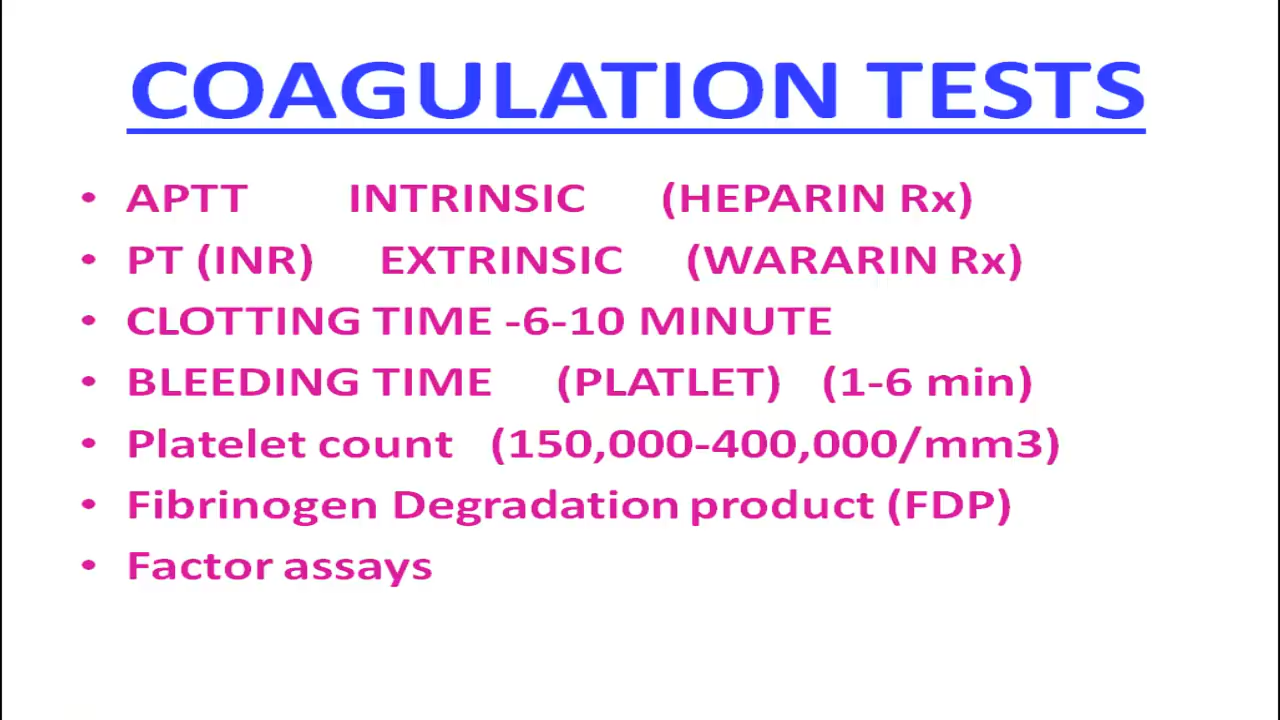 COAGULATION TESTS
• APTT INTRINSIC (HEPARIN Rx)
• PT (INR) EXTRINSIC (WARARIN Rx)
• CLOTTING TIME -6-10 MINUTE
• BLEEDING TIME (PLATLET) (1-6 min)
• Platelet count (150,000-400,000/mm3)
• Fibrinogen Degradation product (FDP)
• Factor assays